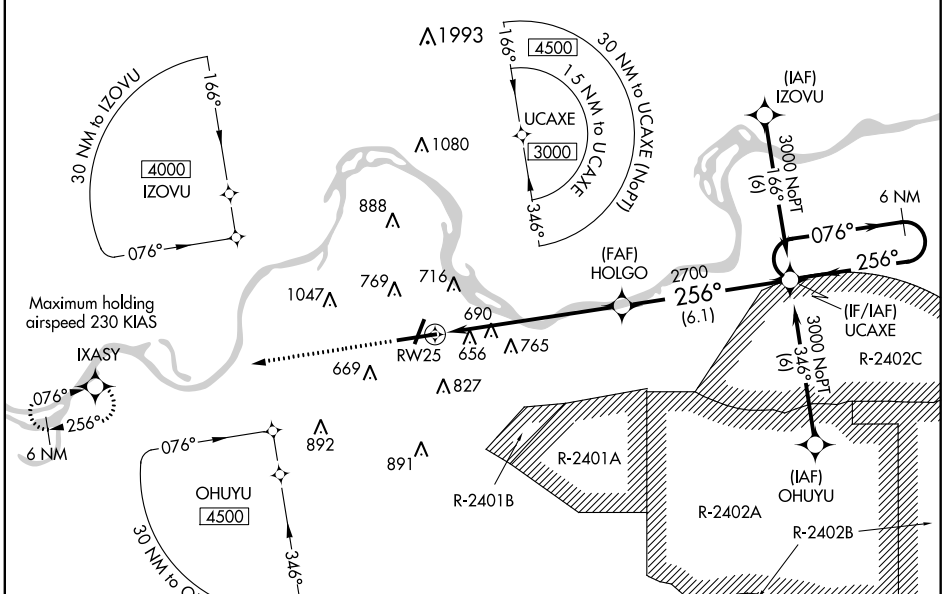 1993
166°
4500
30 NM to UCAXE (NoPT)
15 NM to UCAXE
UCAXE
3000
346°
30 NM to IZOVU
166°
4000
IZOVU
076°
1080
888
(IAF)
IZOVU
3000 NoPT
166°
(6)
6 NM
076°
256°
(FAF)
HOLGO
2700
256°
(6.1)
(IF/IAF)
UCAXE
1047
769
716
690
656
765
RW25
669
827
Maximum holding
airspeed 230 KIAS
IXASY
076°
256°
6 NM
3000 NoPT
346°
(6)
R-2402C
076°
892
891
R-2401A
R-2401B
(IAF)
OHUYU
R-2402A
R-2402B
OHUYU
4500
346°
30 NM to O